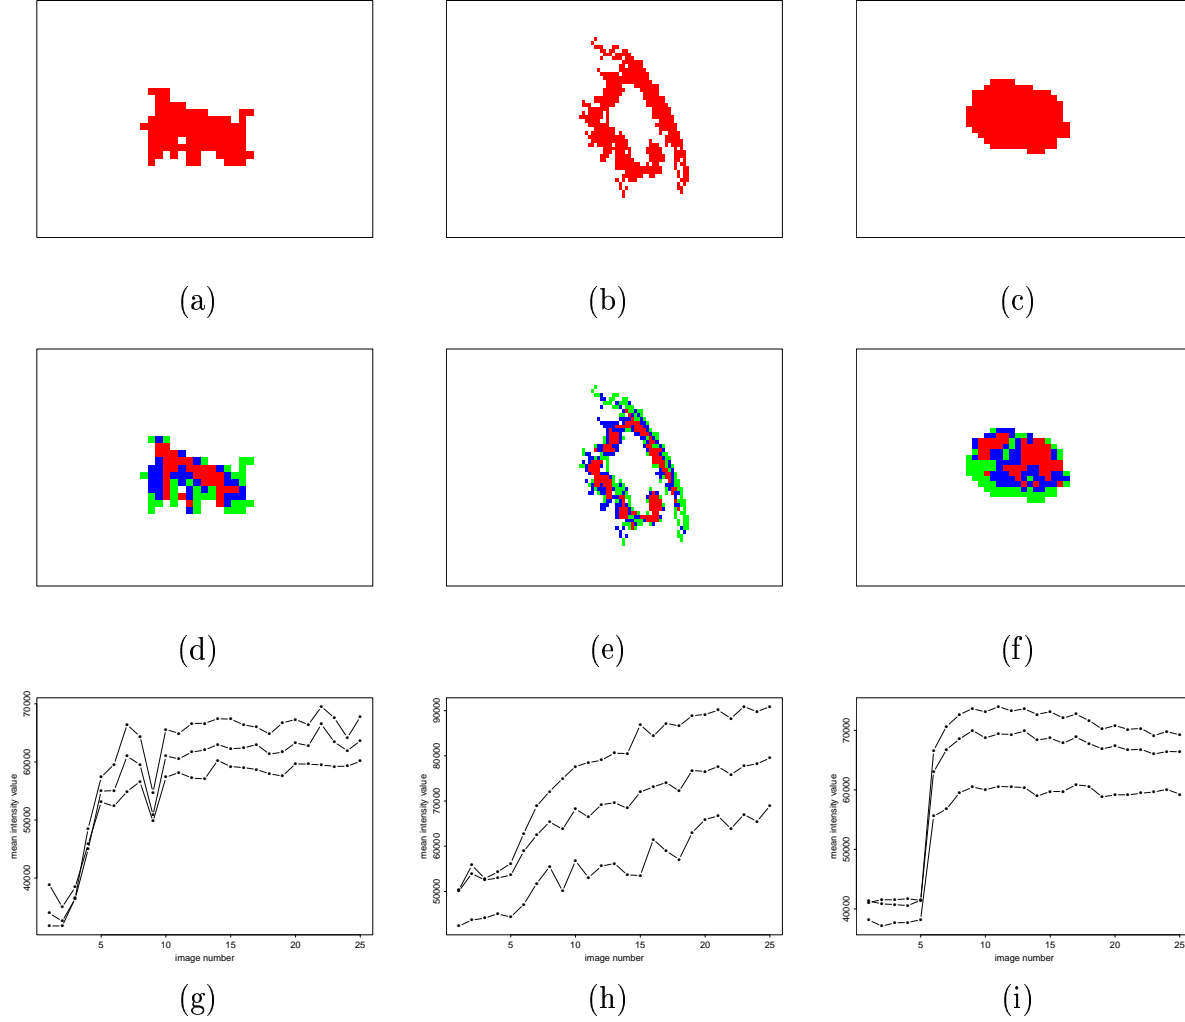 (a) (b) (c)
(d) (e) (f)
mean intensity value
70000
60000
50000
40000
5 10 15 20 25
image number
(g)
mean intensity value
90000
80000
70000
60000
50000
5 10 15 20 25
image number
(h)
mean intensity value
70000
60000
50000
40000
5 10 15 20 25
image number
(i)